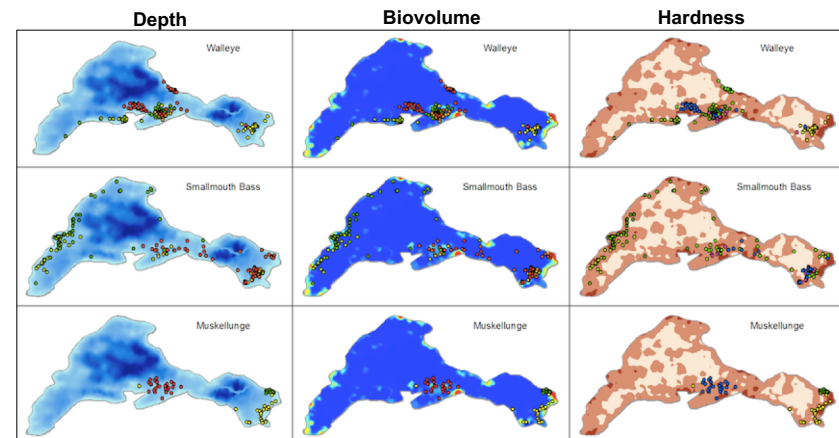 Depth Biovolume Hardness
Walleye Walleye Walleye
Smallmouth Bass Smallmouth Bass Smallmouth Bass
Muskellunge Muskellunge Muskellunge